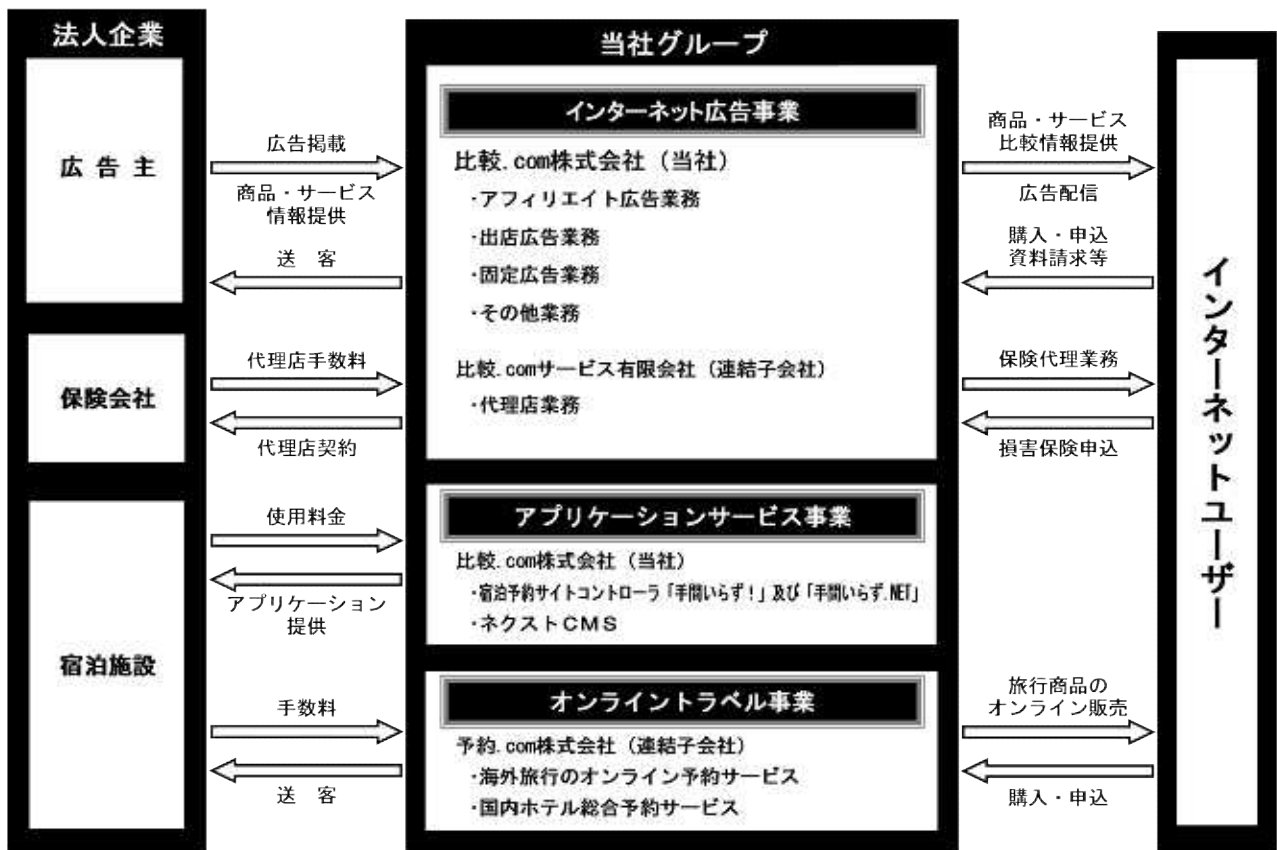 法人企業
広告主
保険会社
宿泊施設
広告掲載
商品・サービス
情報提供
送 客
代理店手数料
代理店契約
使用料金
アプリケーション
提供
手数料
送 客
当社グループ
インターネット広告事業
比較.com株式会社（当社）
・アフィリエイト広告業務
・出店広告業務
・固定広告業務
・その他業務
比較.comサービス有限会社（連結子会社）
・代理店業務
アプリケーションサービス事業
比較.com株式会社（当社）
・宿泊予約サイトコントローラ「手間いらず！」及び「手間いらず.NET」
・ネクストCMS
オンライントラベル事業
予約.com株式会社（連結子会社）
・海外旅行のオンライン予約サービス
・国内ホテル総合予約サービス
商品・サービス
比較情報提供
広告配信
購入・申込
資料請求等
保険代理業務
損害保険申込
旅行商品の
オンライン販売
購入・申込
インターネットユーザー